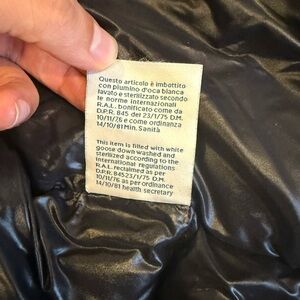 Questo articolo è imbottito
con piumino d'oca bianca
lavato e sterilizzato secondo
le norme internazionali
R.A.L. bonificato come da
D.P.R. 845 del 23/1/75 D.M.
10/11/76 e come ordinanza
14/10/81 Min. Sanità
This item is filled with white
goose down washed and
sterilized according to the
international regulations
R.A.L. reclaimed as per
D.P.R. 84523/1/75 D.M.
10/11/76 as per ordinance
14/10/81 health secretary